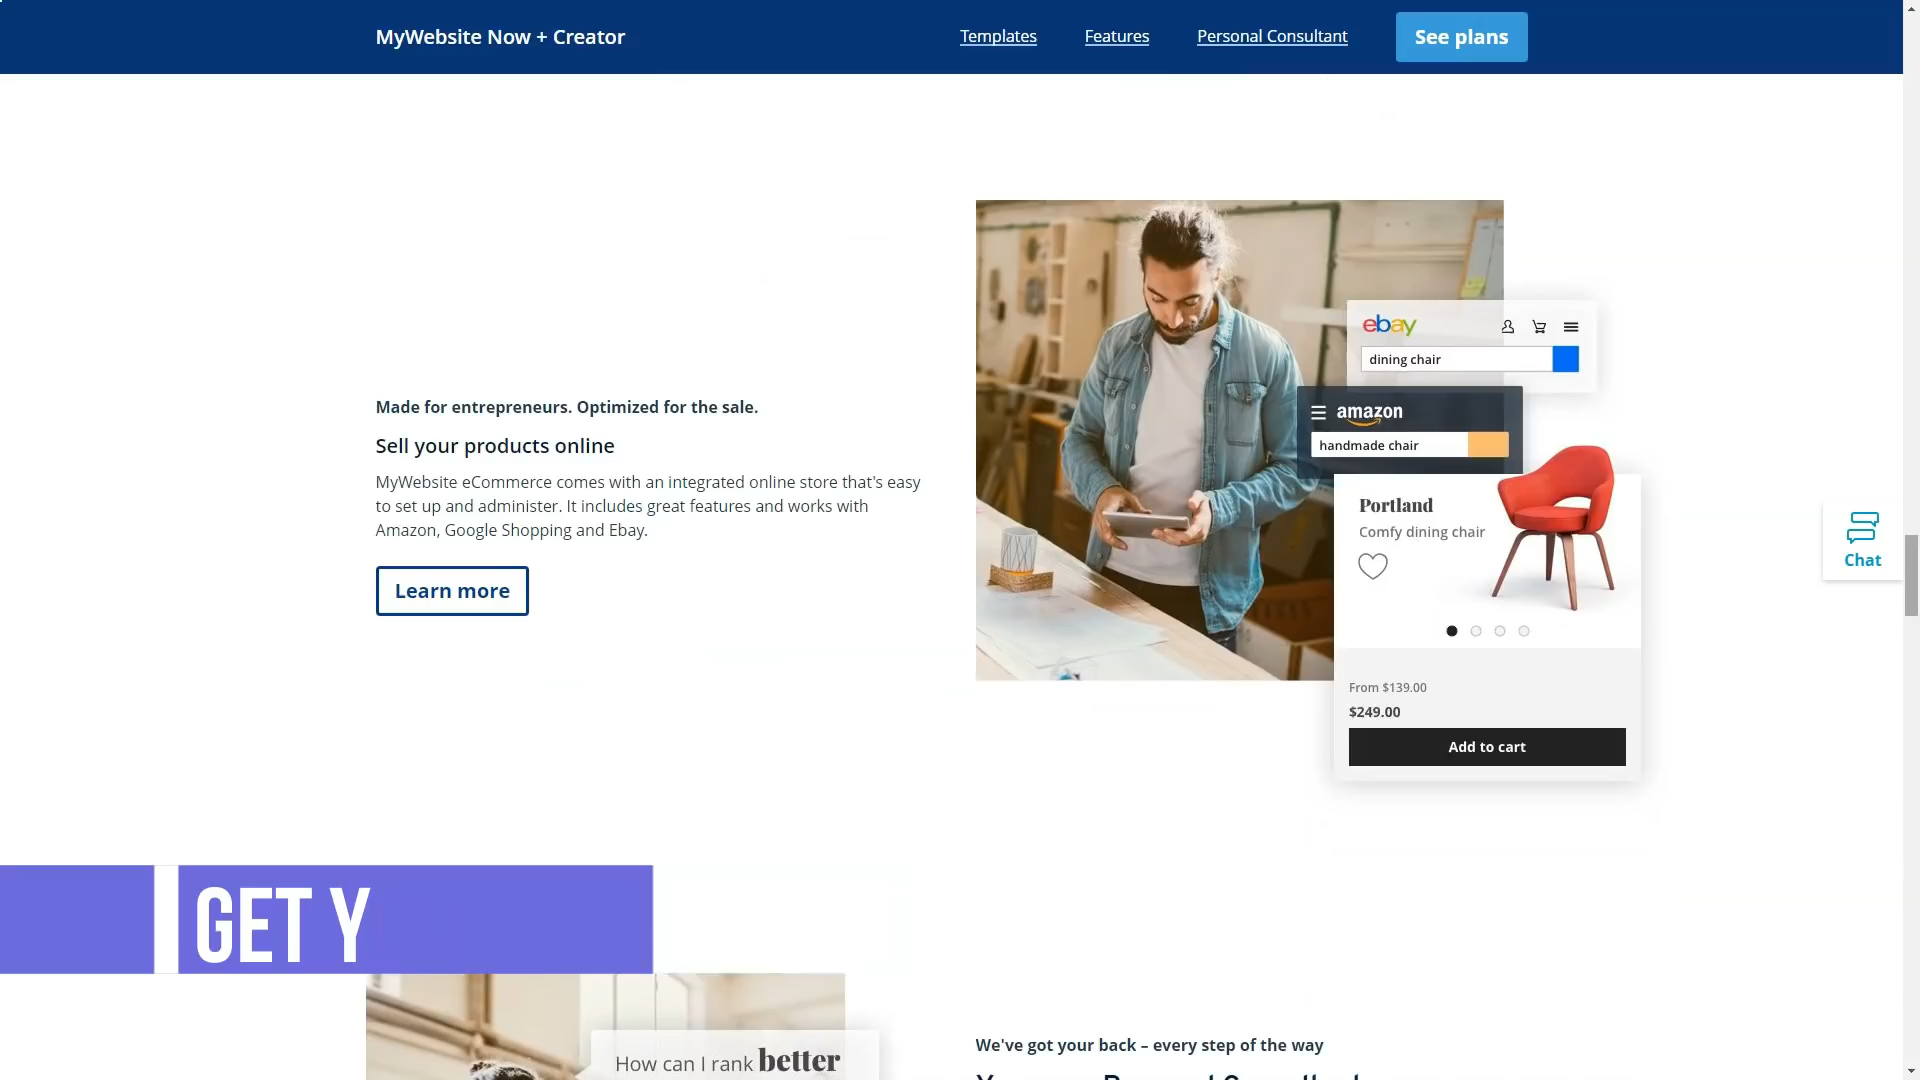 MyWebsite Now + Creator
Templates
Features
Personal Consultant
See plans
ebay
dining chair
amazon
handmade chair
Made for entrepreneurs. Optimized for the sale.
Sell your products online
MyWebsite eCommerce comes with an integrated online store that's easy
to set up and administer. It includes great features and works with
Amazon, Google Shopping and Ebay.
Learn more
Portland
Comfy dining chair
Chat
From $139.00
$249.00
Add to cart
GET Y
How can I rank better
We've got your back – every step of the way